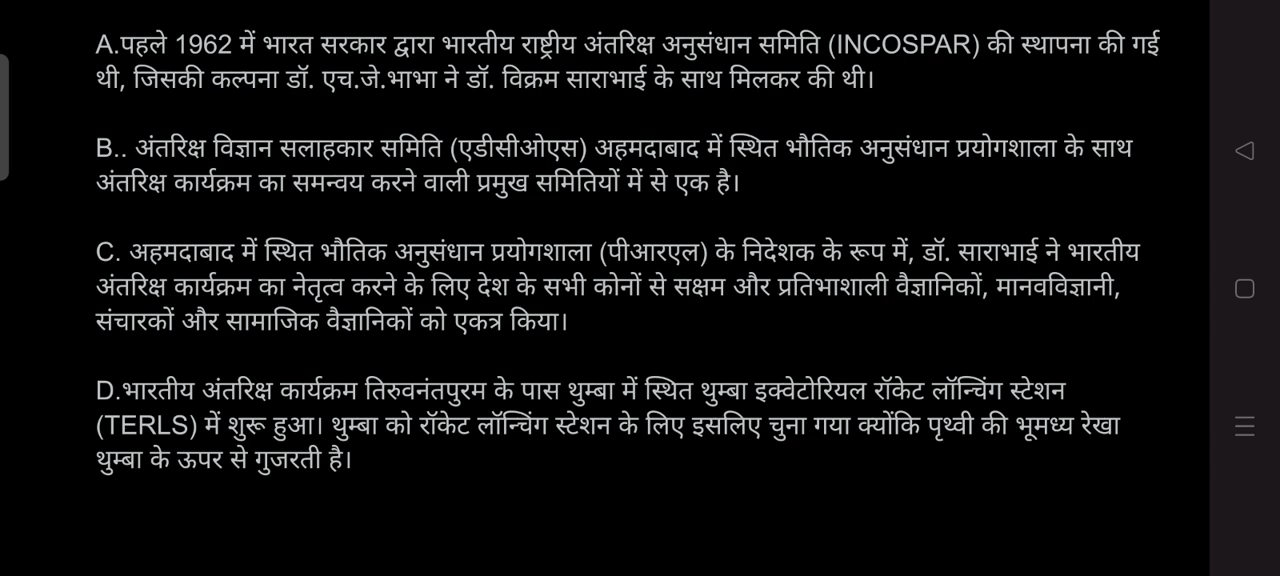 A.पहले 1962 में भारत सरकार द्वारा भारतीय राष्ट्रीय अंतरिक्ष अनुसंधान समिति (INCOSPAR) की स्थापना की गई
थी, जिसकी कल्पना डॉ. एच.जे.भाभा ने डॉ. विक्रम साराभाई के साथ मिलकर की थी।
B.. अंतरिक्ष विज्ञान सलाहकार समिति (एडीसीओएस) अहमदाबाद में स्थित भौतिक अनुसंधान प्रयोगशाला के साथ
अंतरिक्ष कार्यक्रम का समन्वय करने वाली प्रमुख समितियों में से एक है।
C. अहमदाबाद में स्थित भौतिक अनुसंधान प्रयोगशाला (पीआरएल) के निदेशक के रूप में, डॉ. साराभाई ने भारतीय
अंतरिक्ष कार्यक्रम का नेतृत्व करने के लिए देश के सभी कोनों से सक्षम और प्रतिभाशाली वैज्ञानिकों, मानवविज्ञानी,
संचारकों और सामाजिक वैज्ञानिकों को एकत्र किया।
D.भारतीय अंतरिक्ष कार्यक्रम तिरुवनंतपुरम के पास थुम्बा में स्थित थुम्बा इक्वेटोरियल रॉकेट लॉन्चिंग स्टेशन
(TERLS) में शुरू हुआ। थुम्बा को रॉकेट लॉन्चिंग स्टेशन के लिए इसलिए चुना गया क्योंकि पृथ्वी की भूमध्य रेखा
थुम्बा के ऊपर से गुजरती है।